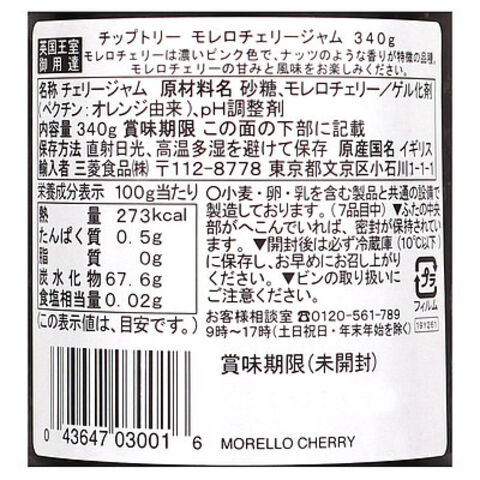 英国王室
御用達
チップトリー モレロチェリージャム 340g
モレロチェリーは濃いピンク色で、ナッツのような香りが特徴の品種。
モレロチェリーの甘みと風味をお楽しみください。
名称 チェリージャム 原材料名 砂糖、モレロチェリー/ゲル化剤
(ペクチン:オレンジ由来)、pH調整剤
内容量 340g 賞味期限 この面の下部に記載
保存方法 直射日光、高温多湿を避けて保存 原産国名 イギリス
輸入者 三菱食品(株) 〒112-8778 東京都文京区小石川1-1-1
栄養成分表示 100g当たり
熱量 273kcal
たんぱく質 0.5g
脂質 0g
炭水化物 67.6g
食塩相当量 0.02g
(この表示値は、目安です。)
○小麦・卵・乳を含む製品と共通の設備で
製造しております。(7品目中)▼ふたの中央
部がへこんでいれば、密封が保持されてい
ます。▼開封後は必ず冷蔵庫(10℃以下)
に保存し、お早めにお召し上がり
ください。▼ビンの取り扱いに
ご注意ください。
プラ
フィルム
191261
お客様相談室 ☎0120-561-789
9時~17時(土日祝日・年末年始を除く)
賞味期限(未開封)
0 43647 03001 6
MORELLO CHERRY